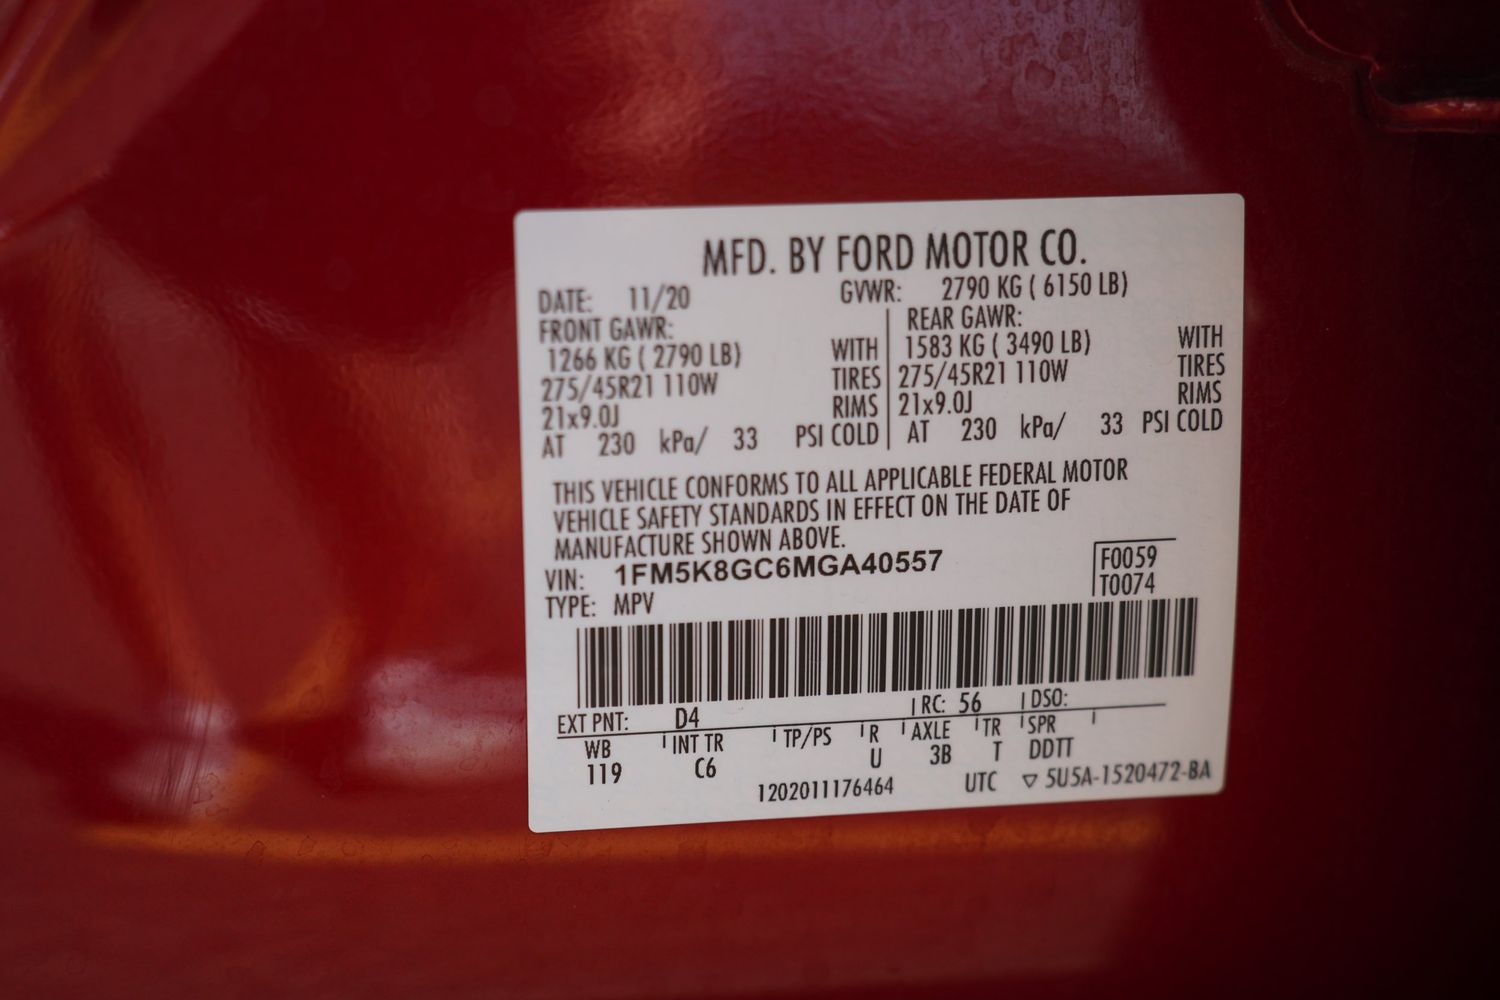 MFD. BY FORD MOTOR CO.
DATE: 11/20 GVWR: 2790 KG ( 6150 LB)
FRONT GAWR: REAR GAWR:
1266 KG ( 2790 LB) WITH 1583 KG ( 3490 LB) WITH
275/45R21 110W TIRES 275/45R21 110W TIRES
21x9.0J RIMS 21x9.0J RIMS
AT 230 kPa/ 33 PSI COLD AT 230 kPa/ 33 PSI COLD
THIS VEHICLE CONFORMS TO ALL APPLICABLE FEDERAL MOTOR
VEHICLE SAFETY STANDARDS IN EFFECT ON THE DATE OF
MANUFACTURE SHOWN ABOVE.
VIN: 1FM5K8GC6MGA40557 F0059
TYPE: MPV T0074
EXT PNT: D4 RC: 56 DSO:
WB INT TR TP/PS R AXLE TR SPR
119 C6 U 3B T DDTT
1202011176464 UTC ▽ 5U5A-1520472-BA